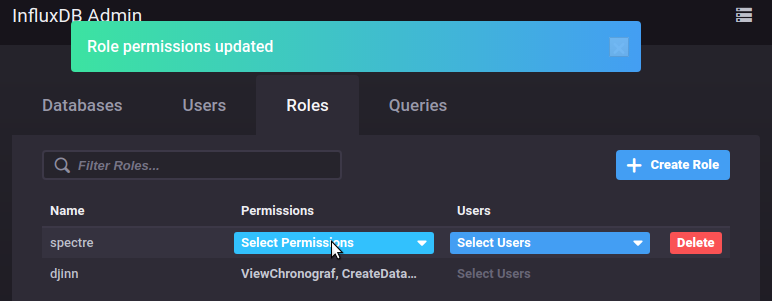 InfluxDB Admin
Role permissions updated
Databases Users Roles Queries
Filter Roles... + Create Role
Name Permissions Users
spectre Select Permissions Select Users Delete
djinn ViewChronograf, CreateData... Select Users